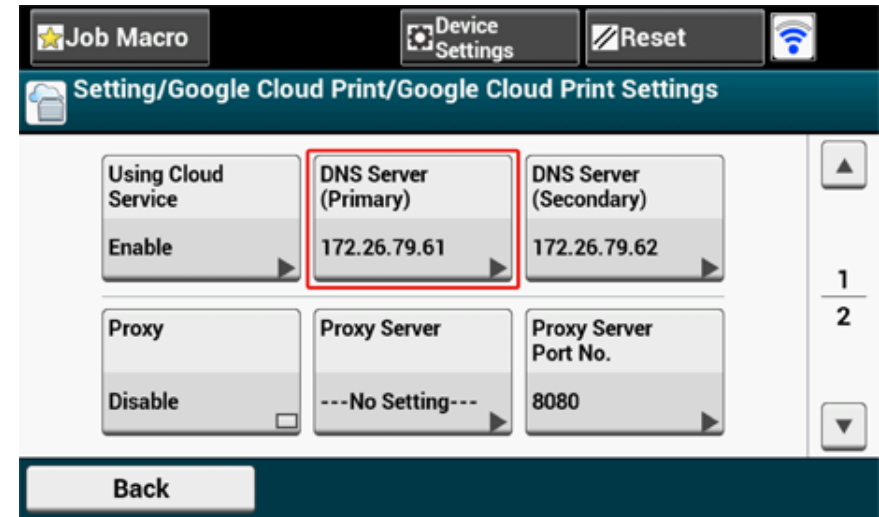 Job Macro
Device
Settings
Reset
Setting/Google Cloud Print/Google Cloud Print Settings
Using Cloud
Service
Enable
DNS Server
(Primary)
172.26.79.61
DNS Server
(Secondary)
172.26.79.62
1
2
Proxy
Disable
Proxy Server
---No Setting---
Proxy Server
Port No.
8080
Back